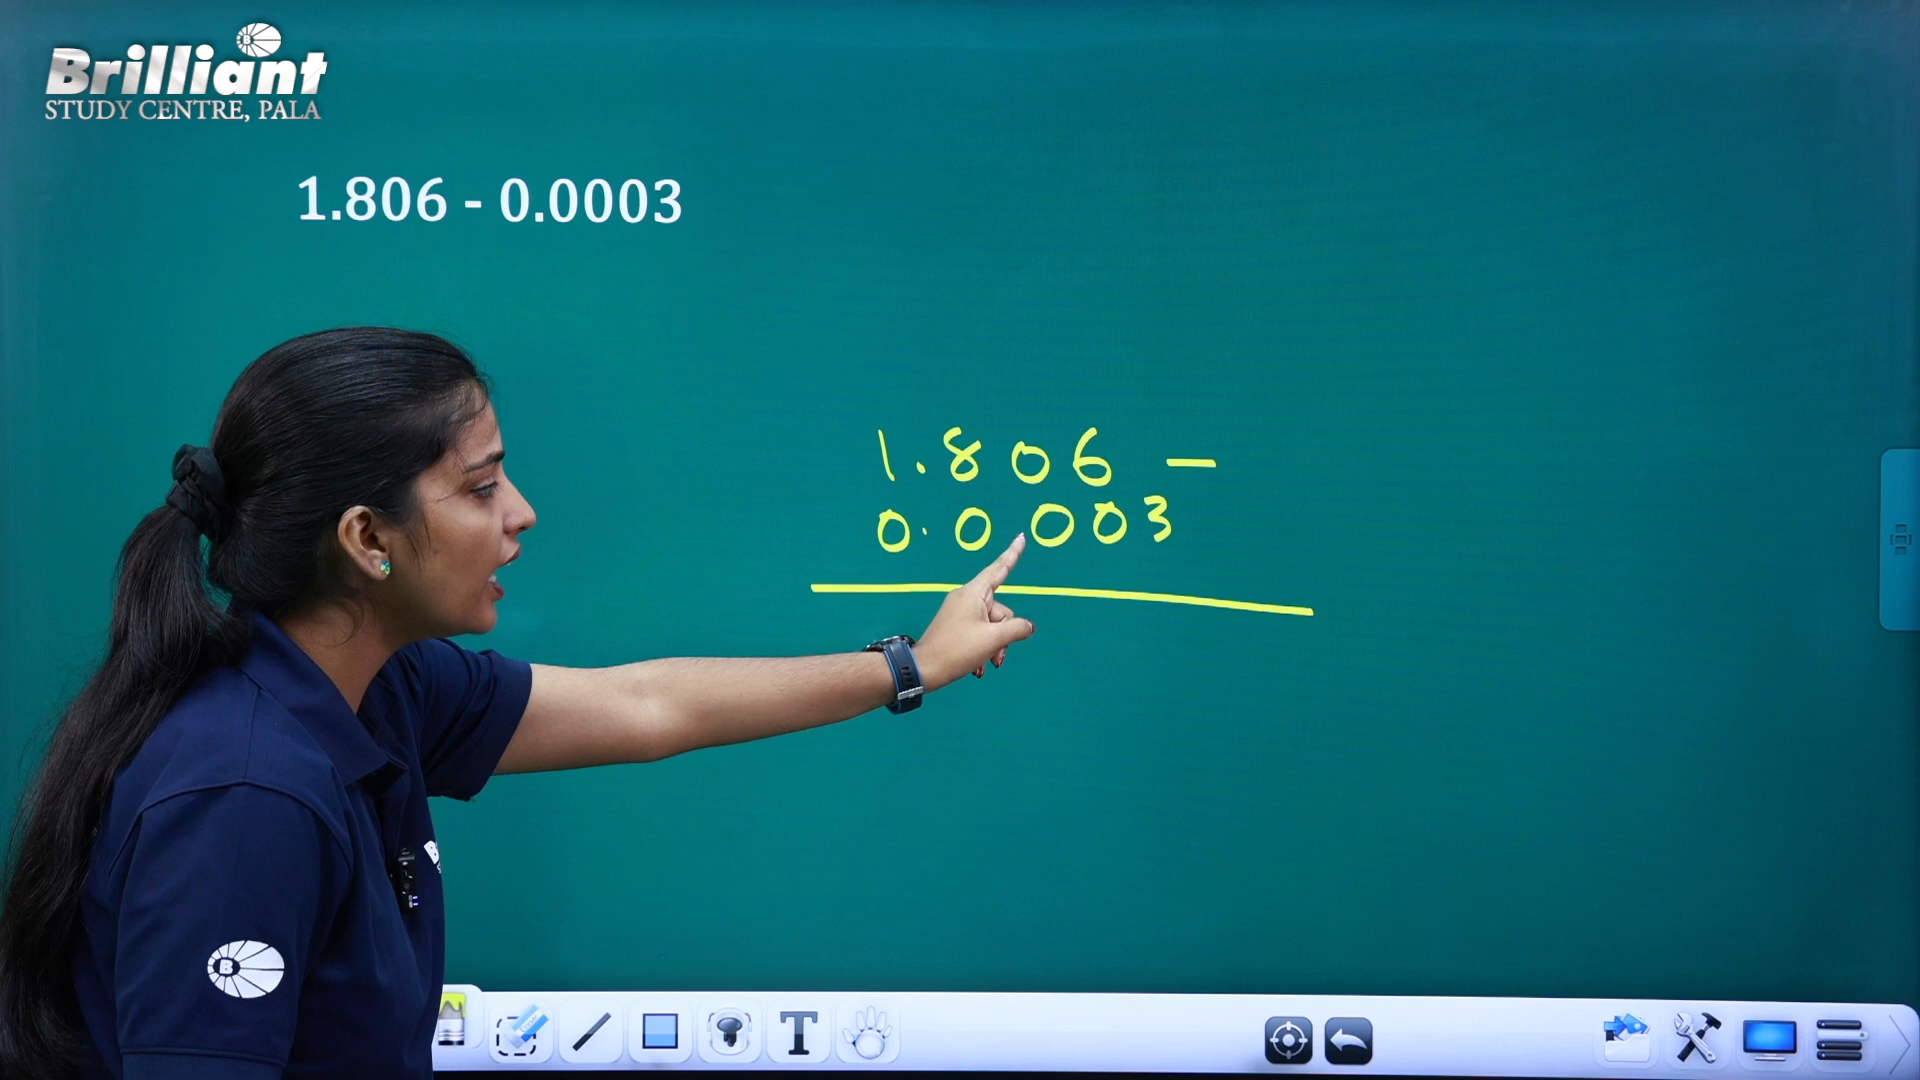 Brilliant
STUDY CENTRE, PALA
1.806 - 0.0003
1.806 -
0.0003
B
T